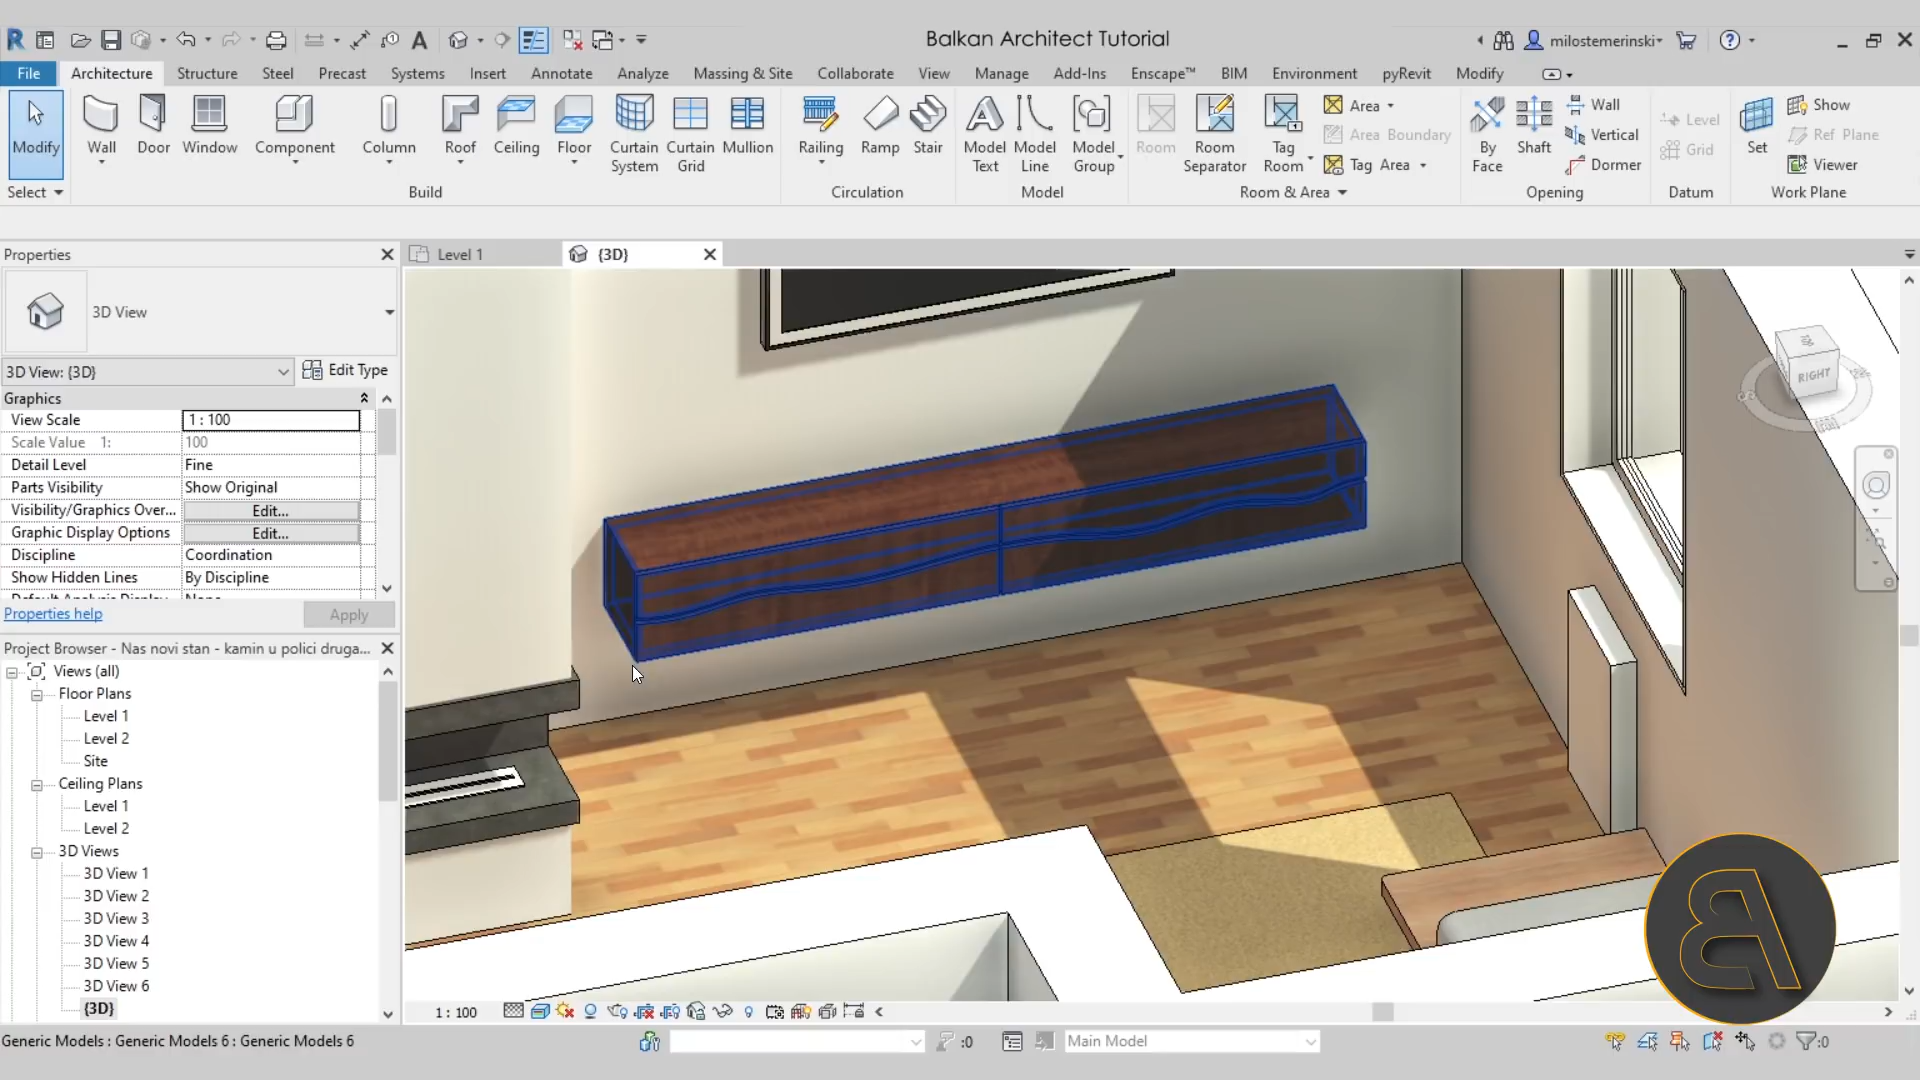 Balkan Architect Tutorial
milostemerinski
File Architecture Structure Steel Precast Systems Insert Annotate Analyze Massing & Site Collaborate View Manage Add-Ins Enscape™ BIM Environment pyRevit Modify
Modify Wall Door Window Component Column Roof Ceiling Floor Curtain System Curtain Grid Mullion Railing Ramp Stair Model Text Model Line Model Group Room Room Separator Tag Room
Area
Area Boundary
Tag Area
By Face Shaft
Wall
Vertical
Dormer
Level
Grid
Set
Show
Ref Plane
Viewer
Select Build Circulation Model Room & Area Opening Datum Work Plane
Properties
3D View
3D View: {3D} Edit Type
Graphics
View Scale 1 : 100
Scale Value 1: 100
Detail Level Fine
Parts Visibility Show Original
Visibility/Graphics Over... Edit...
Graphic Display Options Edit...
Discipline Coordination
Show Hidden Lines By Discipline
Properties help Apply
Level 1 {3D}
RIGHT
Project Browser - Nas novi stan - kamin u polici druga...
Views (all)
Floor Plans
Level 1
Level 2
Site
Ceiling Plans
Level 1
Level 2
3D Views
3D View 1
3D View 2
3D View 3
3D View 4
3D View 5
3D View 6
{3D}
1 : 100
Generic Models : Generic Models 6 : Generic Models 6
:0
Main Model
:0